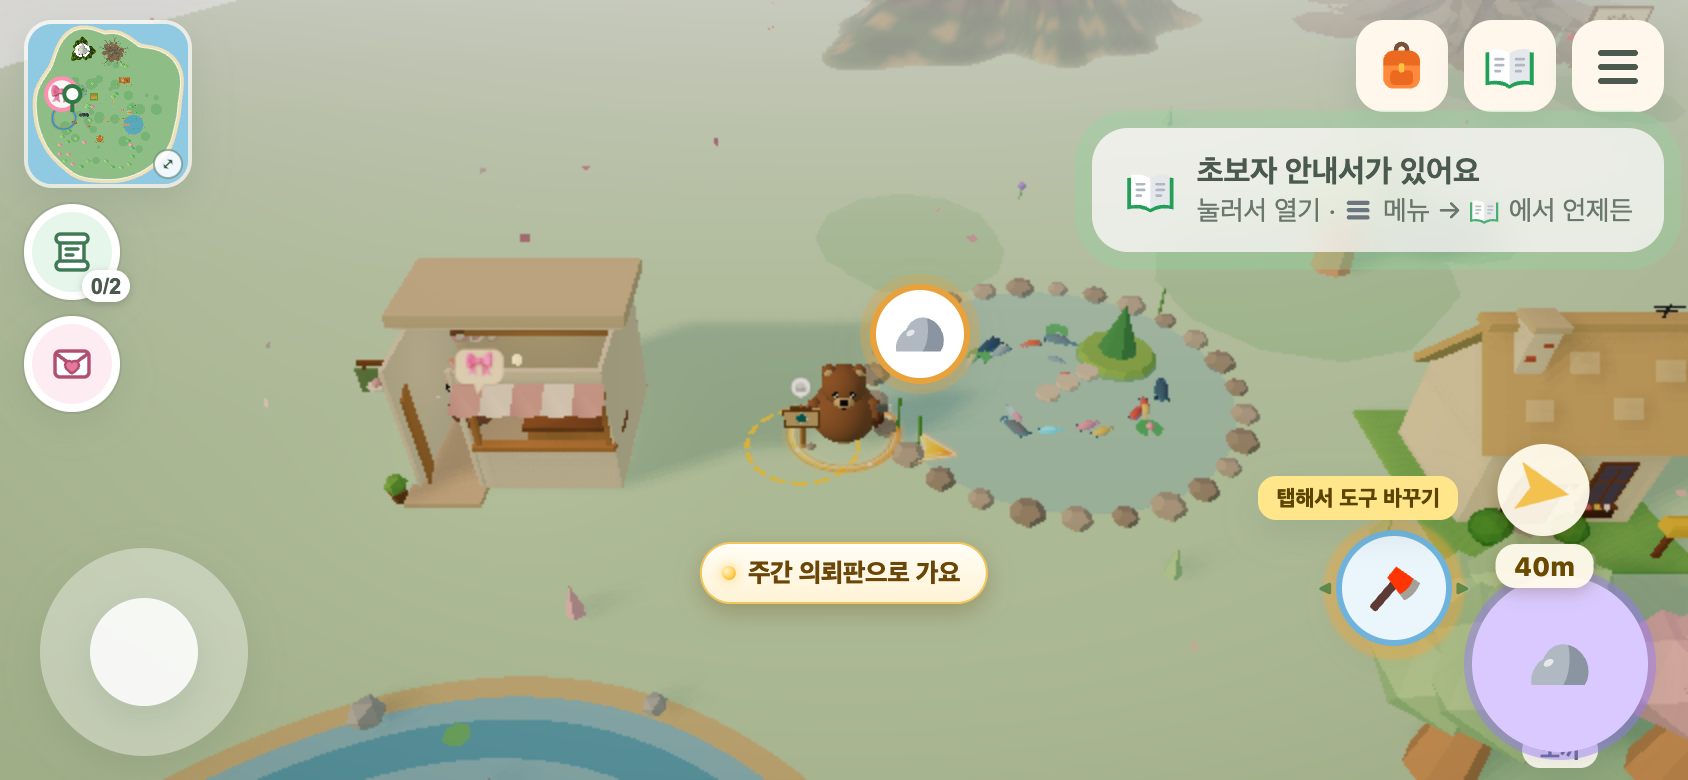 초보자 안내서가 있어요
눌러서 열기 · 메뉴 → 에서 언제든
0/2
탭해서 도구 바꾸기
40m
주간 의뢰판으로 가요